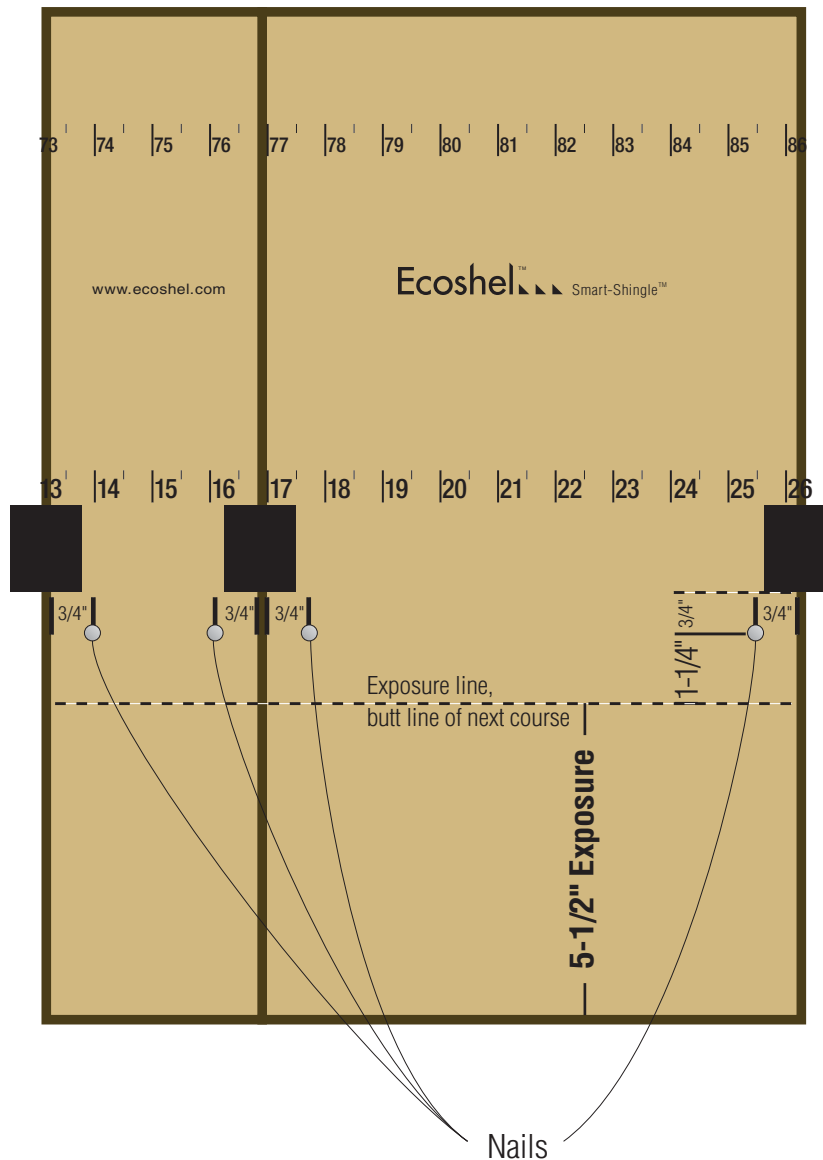 73 74 75 76 77 78 79 80 81 82 83 84 85 86
www.ecoshel.com
Ecoshel™ Smart-Shingle™
13 14 15 16 17 18 19 20 21 22 23 24 25 26
3/4" 3/4" 3/4" 3/4" 3/4"
1-1/4"
Exposure line,
butt line of next course
5-1/2" Exposure
Nails